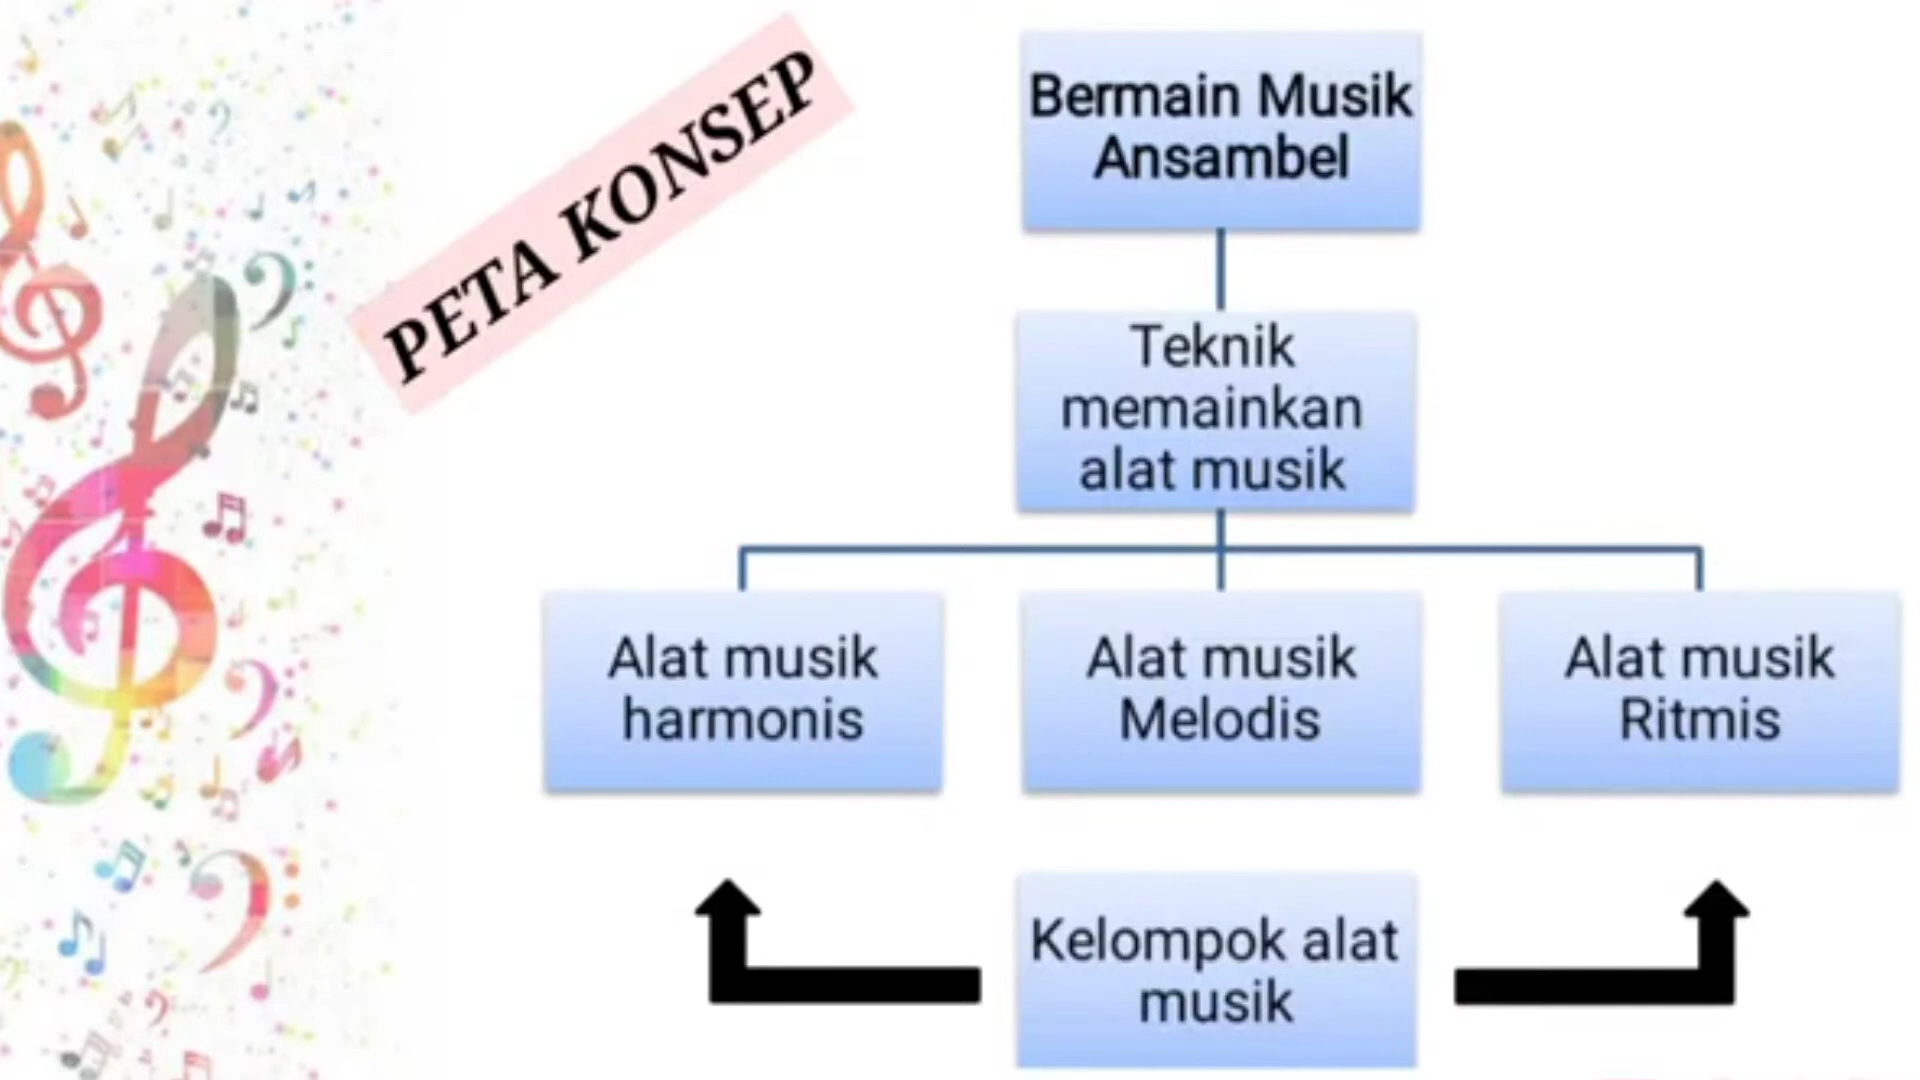 PETA KONSEP
Bermain Musik
Ansambel
Teknik
memainkan
alat musik
Alat musik
harmonis
Alat musik
Melodis
Alat musik
Ritmis
Kelompok alat
musik